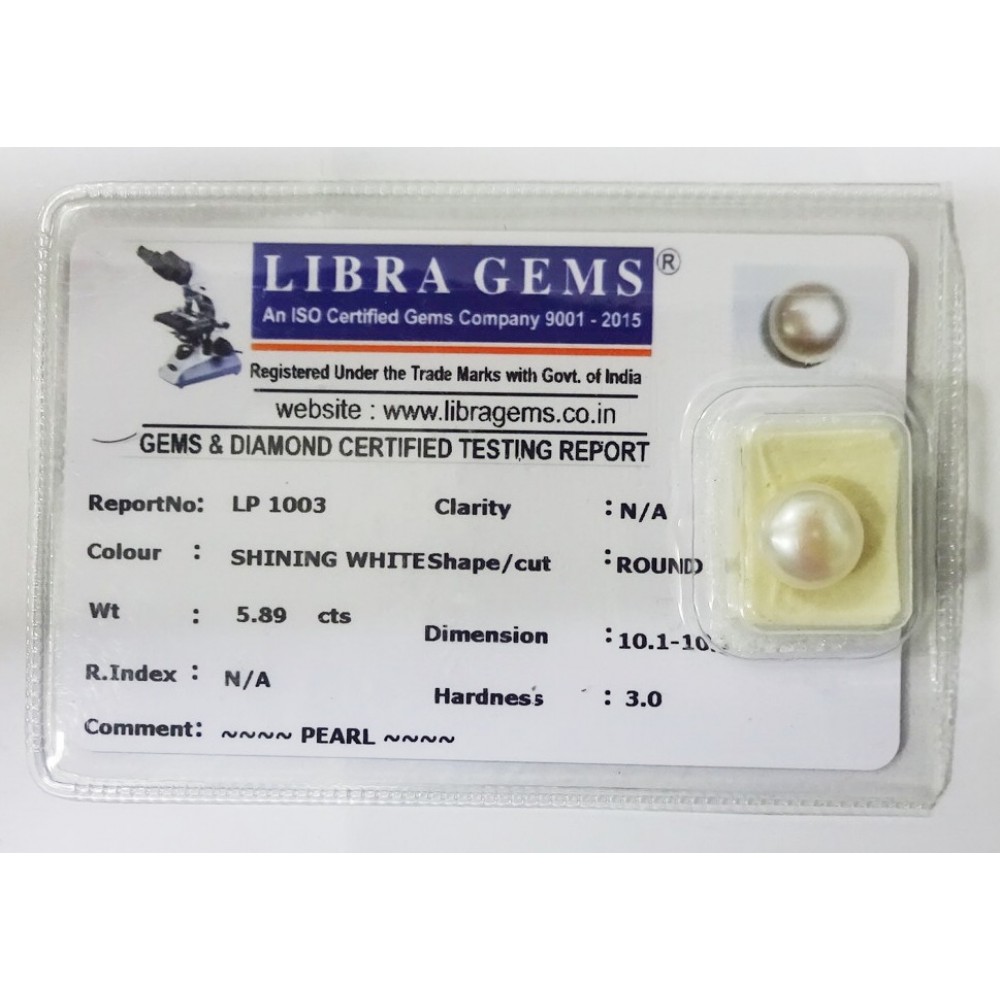 LIBRA GEMS®
An ISO Certified Gems Company 9001 - 2015
Registered Under the Trade Marks with Govt. of India
website : www.libragems.co.in
GEMS & DIAMOND CERTIFIED TESTING REPORT
ReportNo: LP 1003 Clarity : N/A
Colour : SHINING WHITE Shape/cut : ROUND
Wt : 5.89 cts Dimension : 10.1-10.
R.Index : N/A Hardness : 3.0
Comment: ~~~~ PEARL ~~~~